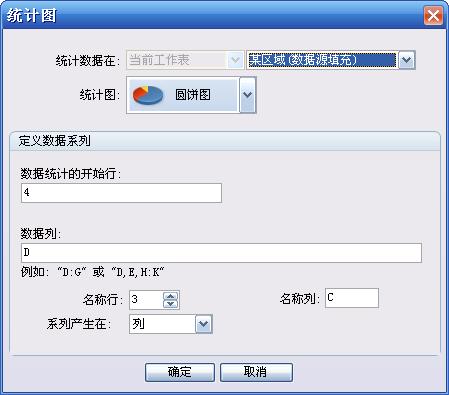 统计图
统计数据在: 当前工作表 某区域(数据源填充)
统计图: 圆饼图
定义数据系列
数据统计的开始行:
4
数据列:
D
例如: "D:G" 或 "D,E,H:K"
名称行: 3 名称列: C
系列产生在: 列
确定 取消